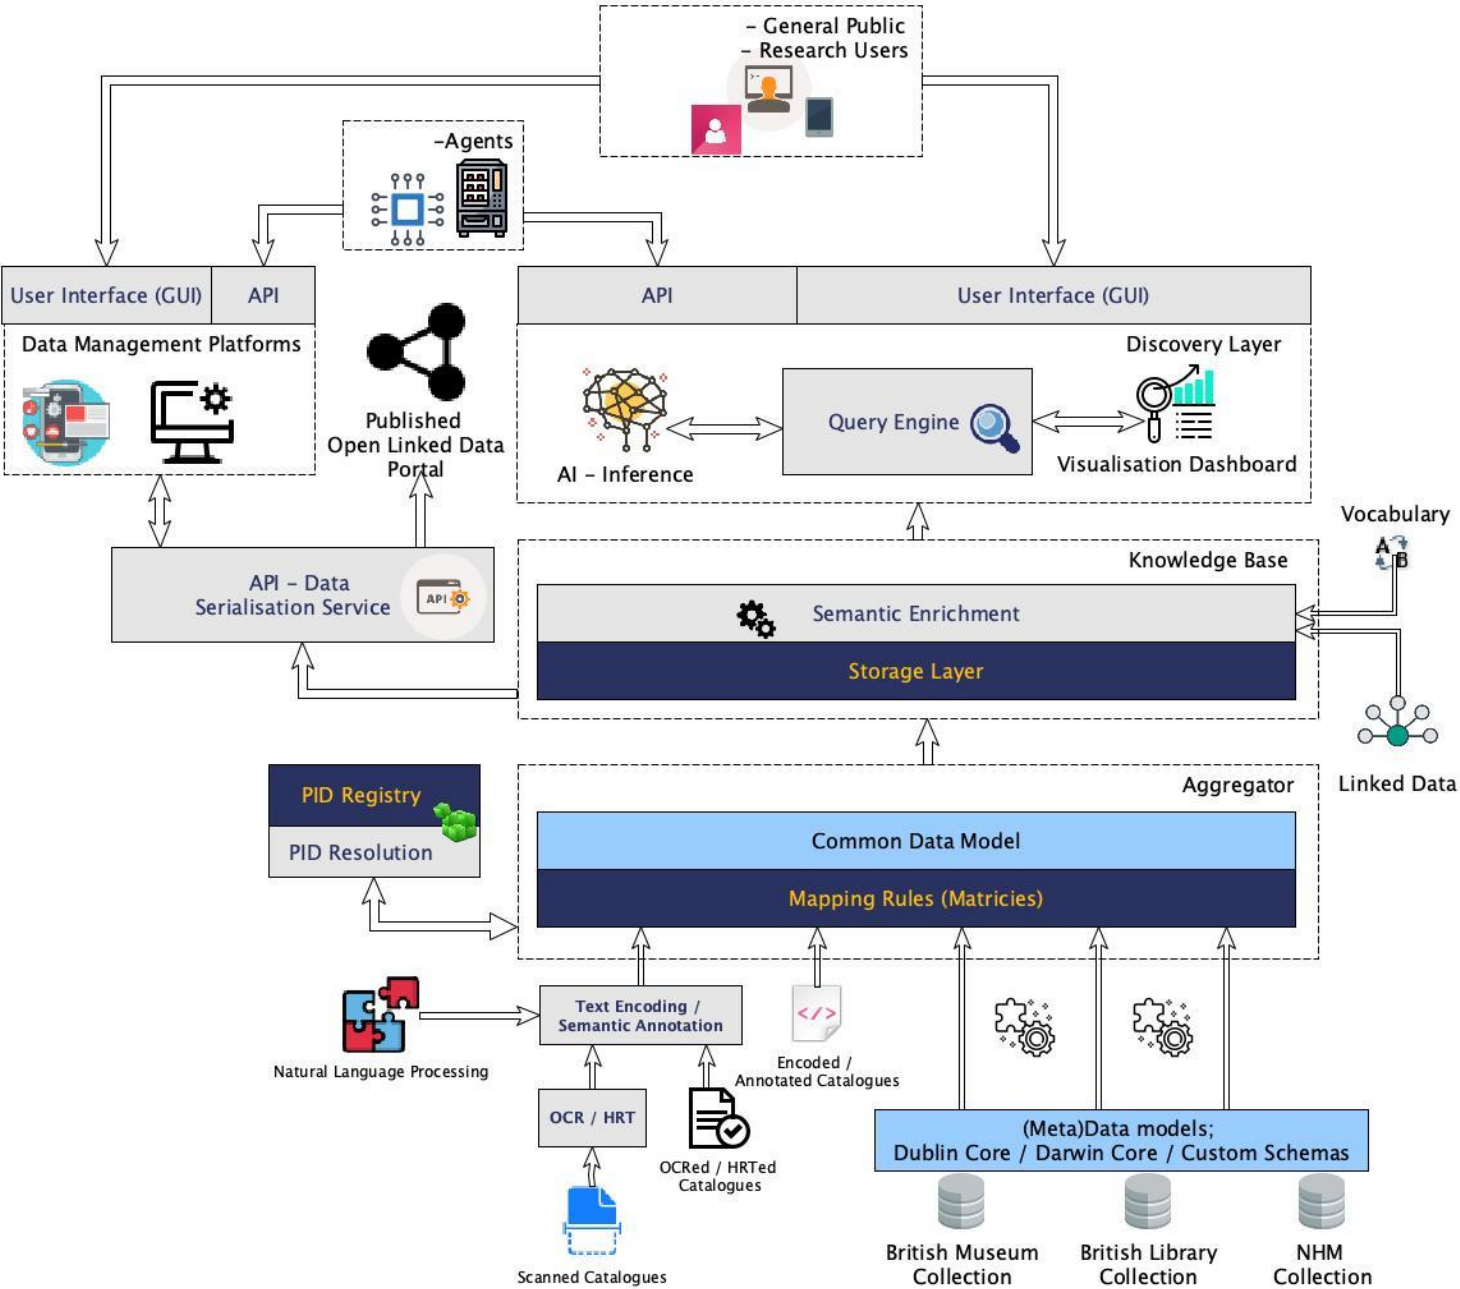 – General Public
– Research Users
–Agents
User Interface (GUI)
API
API
User Interface (GUI)
Data Management Platforms
Published
Open Linked Data
Portal
Discovery Layer
Query Engine
AI – Inference
Visualisation Dashboard
API – Data
Serialisation Service
API
Vocabulary
A
B
Knowledge Base
Semantic Enrichment
Storage Layer
Linked Data
PID Registry
PID Resolution
Aggregator
Common Data Model
Mapping Rules (Matricies)
Natural Language Processing
Text Encoding /
Semantic Annotation
</>
Encoded /
Annotated Catalogues
OCR / HRT
OCRed / HRTed
Catalogues
Scanned Catalogues
(Meta)Data models;
Dublin Core / Darwin Core / Custom Schemas
British Museum
Collection
British Library
Collection
NHM
Collection